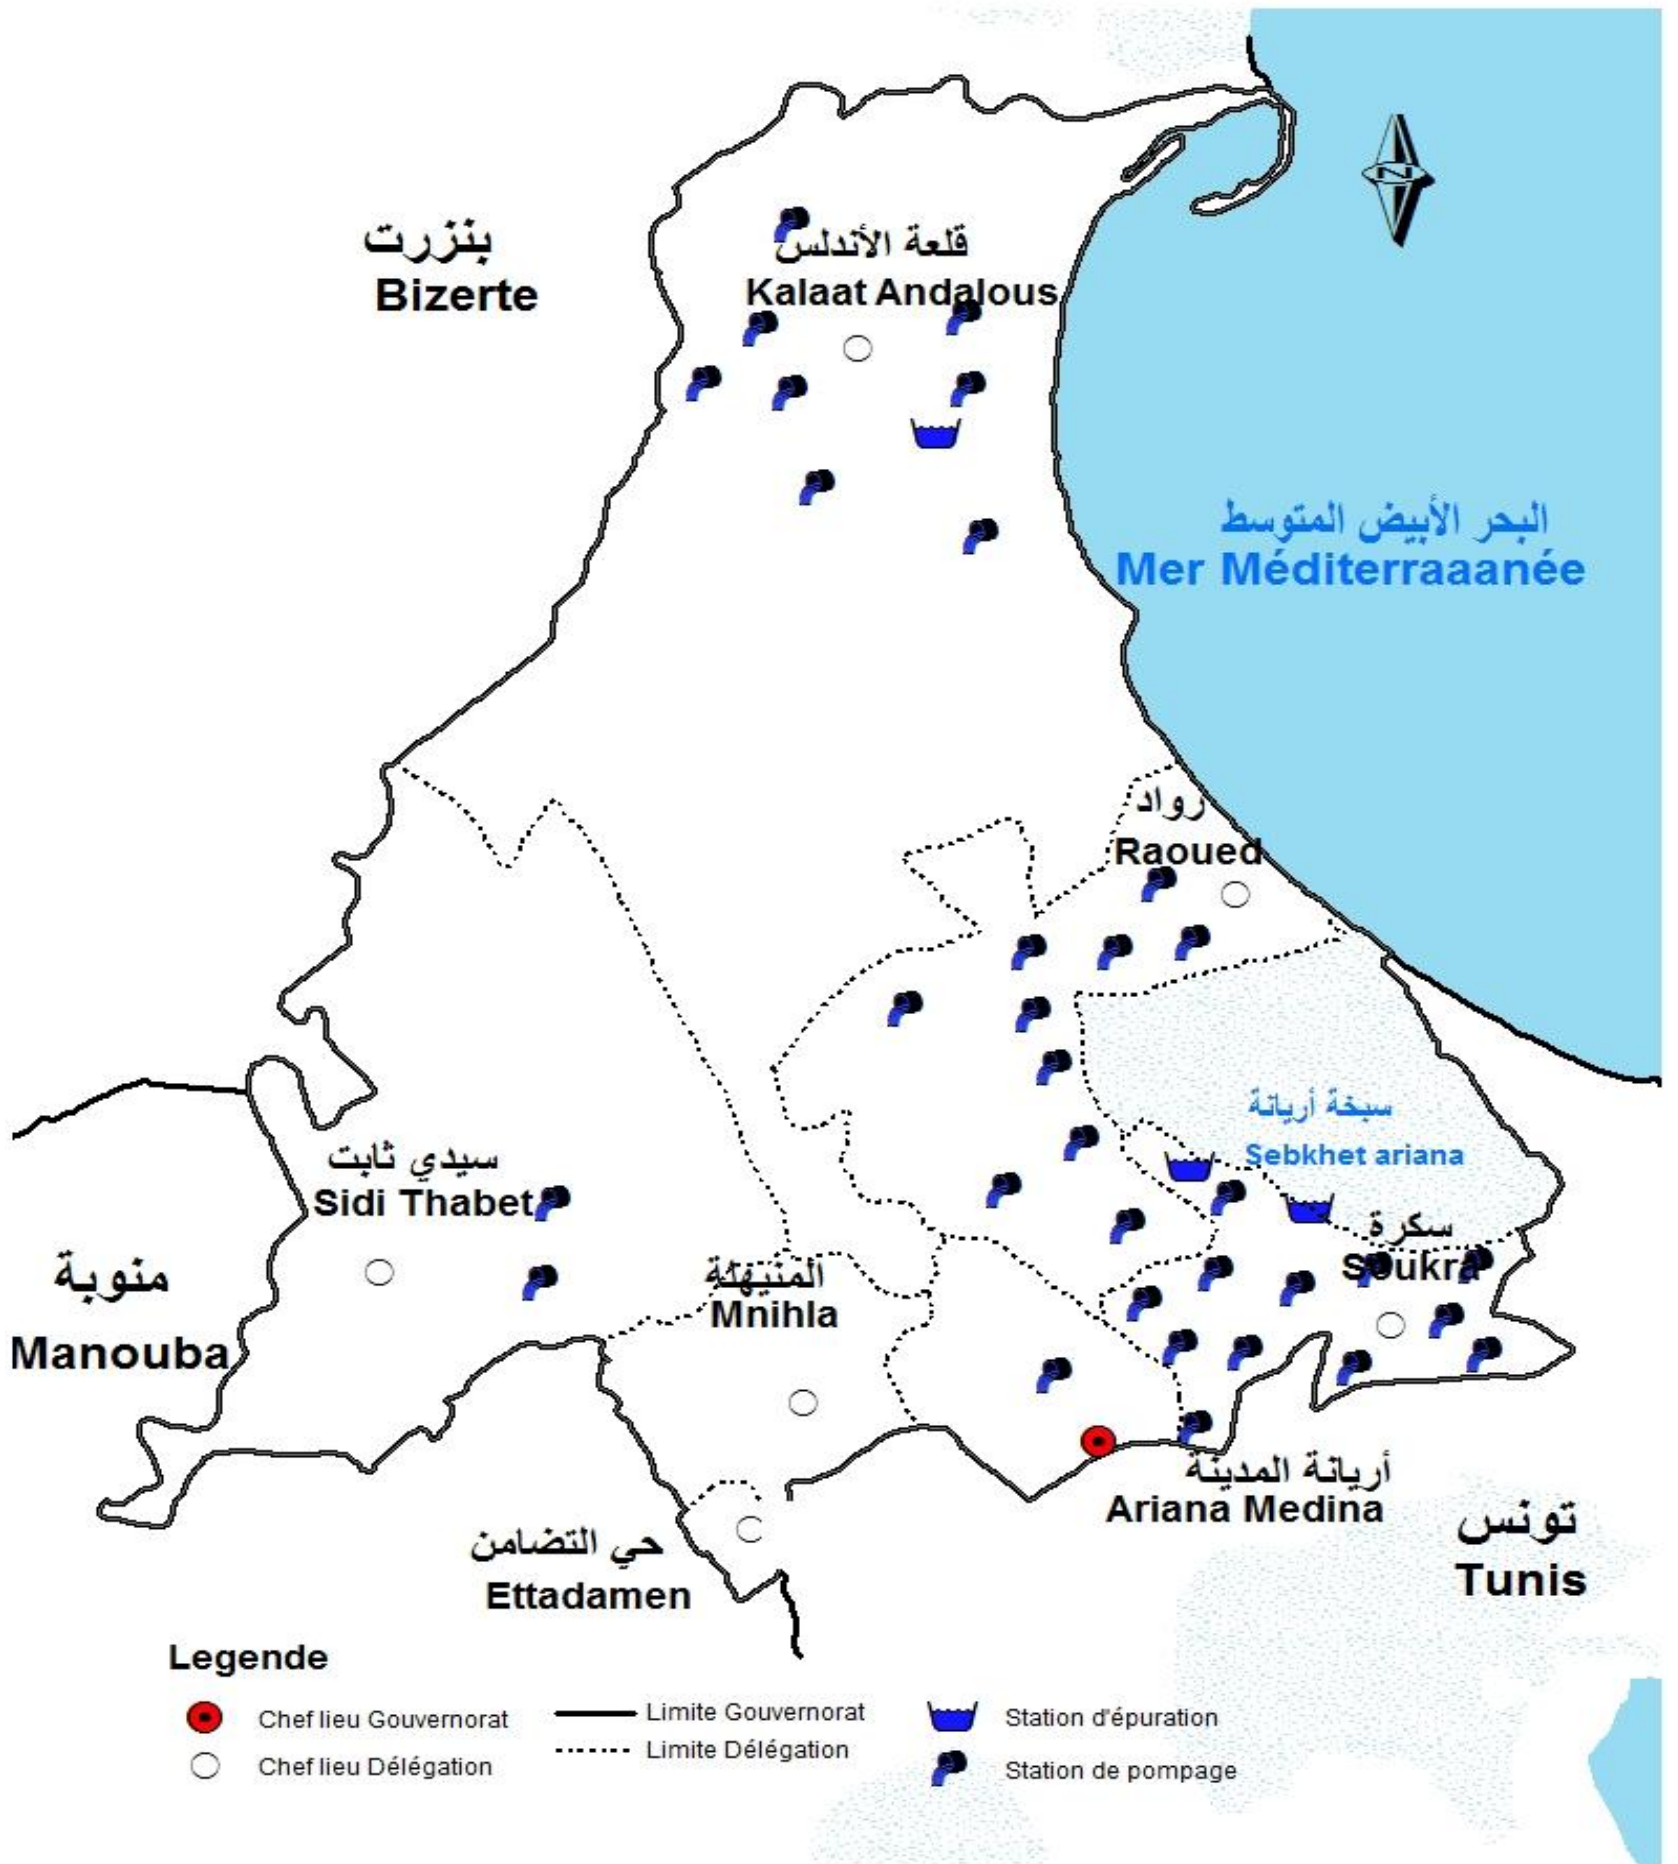 بنزرت
Bizerte
قلعة الأندلس
Kalaat Andalous
N
البحر الأبيض المتوسط
Mer Méditerraaanée
رواد
Raoued
سبخة أريانة
Sebkhet ariana
سيدي ثابت
Sidi Thabet
سكرة
Soukra
منوبة
Manouba
المنيهلة
Mnihla
أريانة المدينة
Ariana Medina
حي التضامن
Ettadamen
تونس
Tunis
Legende
Chef lieu Gouvernorat
Chef lieu Délégation
Limite Gouvernorat
Limite Délégation
Station d'épuration
Station de pompage